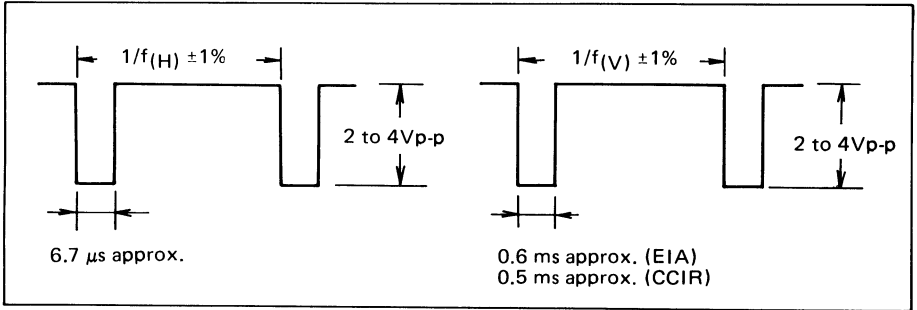 1/f(H) ±1%
2 to 4Vp-p
6.7 µs approx.
1/f(V) ±1%
2 to 4Vp-p
0.6 ms approx. (EIA)
0.5 ms approx. (CCIR)